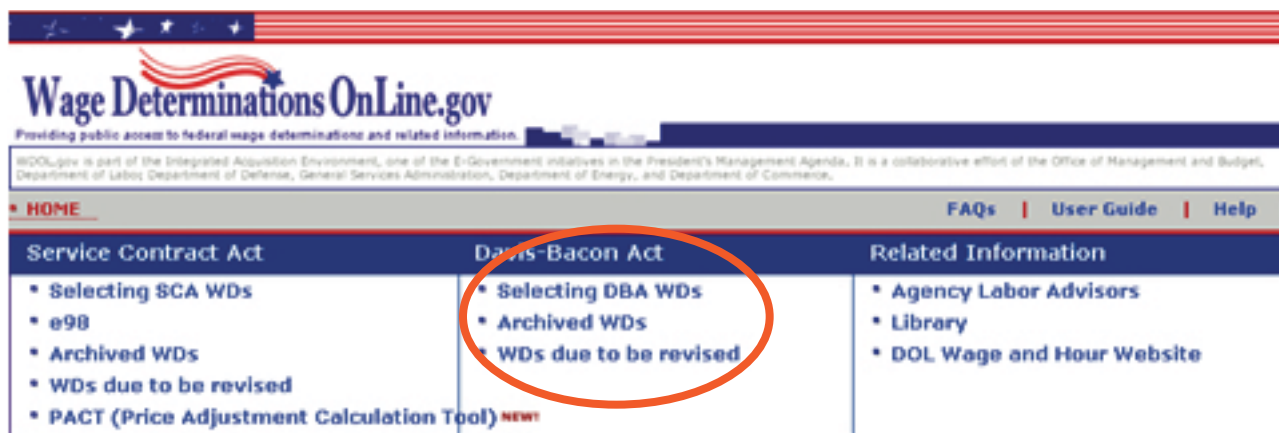 Wage Determinations OnLine.gov
Providing public access to federal wage determinations and related information.
WDOL.gov is part of the Integrated Acquisition Environment, one of the E-Government initiatives in the President's Management Agenda. It is a collaborative effort of the Office of Management and Budget,
Department of Labor, Department of Defense, General Services Administration, Department of Energy, and Department of Commerce.
• HOME FAQs | User Guide | Help
Service Contract Act
• Selecting SCA WDs
• e98
• Archived WDs
• WDs due to be revised
• PACT (Price Adjustment Calculation Tool) NEW!
Davis-Bacon Act
• Selecting DBA WDs
• Archived WDs
• WDs due to be revised
Related Information
• Agency Labor Advisors
• Library
• DOL Wage and Hour Website